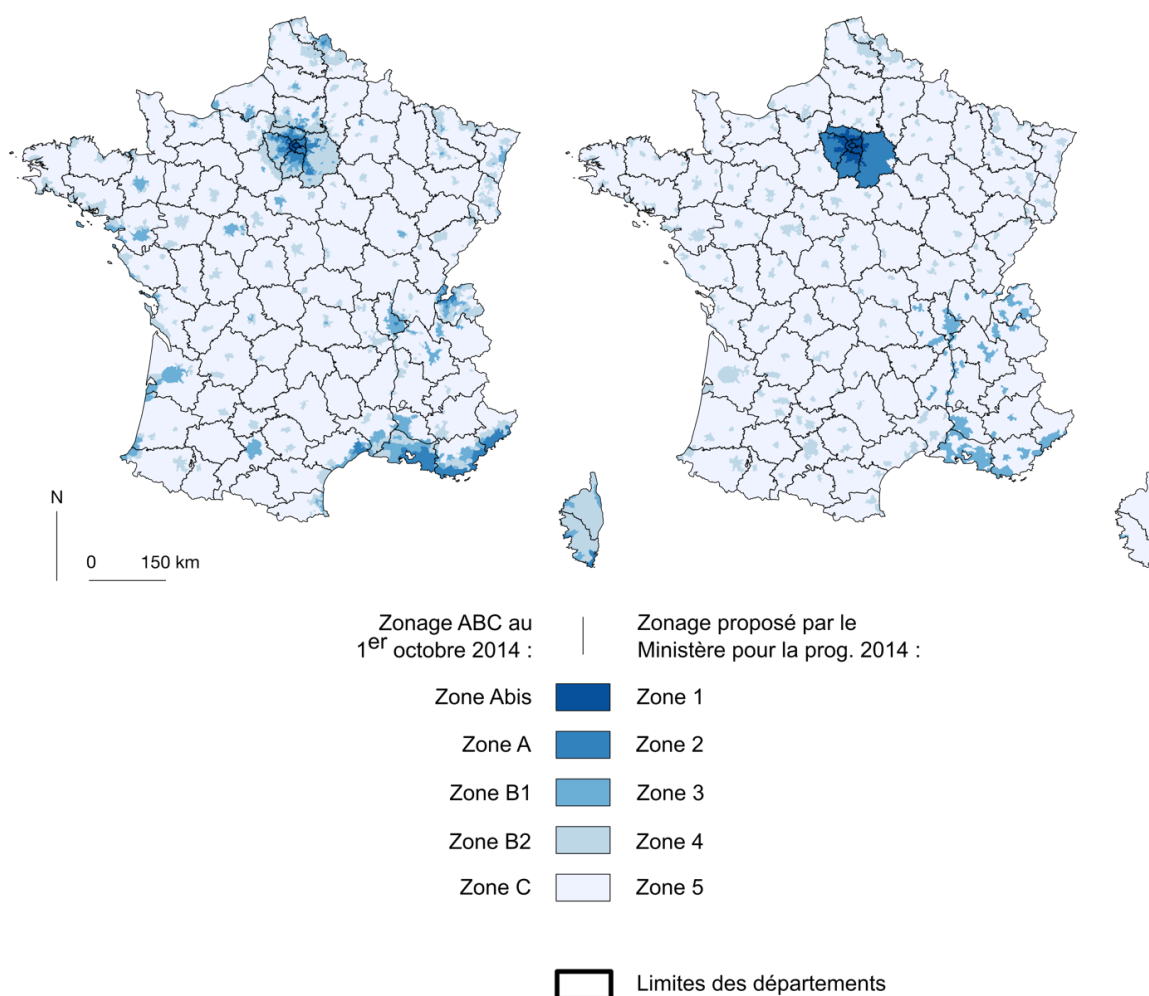 N
0 150 km
Zonage ABC au
1er octobre 2014 :
Zonage proposé par le
Ministère pour la prog. 2014 :
Zone Abis Zone 1
Zone A Zone 2
Zone B1 Zone 3
Zone B2 Zone 4
Zone C Zone 5
Limites des départements